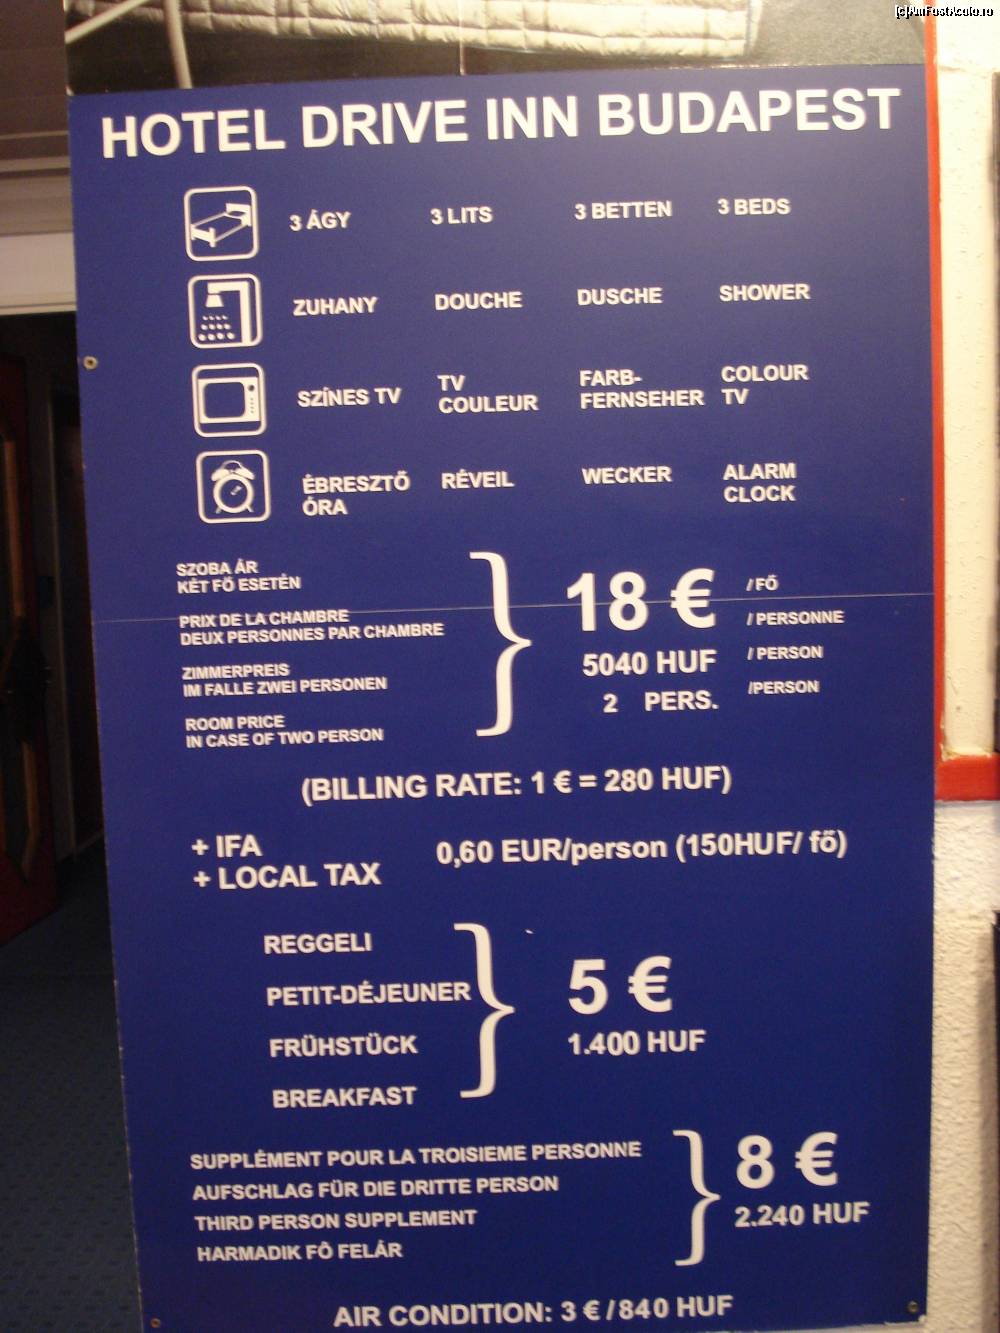 [c]AmFostAcolo.ro
HOTEL DRIVE INN BUDAPEST
3 ÁGY 3 LITS 3 BETTEN 3 BEDS
ZUHANY DOUCHE DUSCHE SHOWER
SZÍNES TV
TV
COULEUR
FARB-
FERNSEHER
COLOUR
TV
ÉBRESZTŐ
ÓRA
RÉVEIL
WECKER
ALARM
CLOCK
SZOBA ÁR
KÉT FŐ ESETÉN
PRIX DE LA CHAMBRE
DEUX PERSONNES PAR CHAMBRE
ZIMMERPREIS
IM FALLE ZWEI PERSONEN
ROOM PRICE
IN CASE OF TWO PERSON
18 €
5040 HUF
2 PERS.
/ FŐ
/ PERSONNE
/ PERSON
/PERSON
(BILLING RATE: 1 € = 280 HUF)
+ IFA
+ LOCAL TAX
0,60 EUR/person (150HUF/ fő)
REGGELI
PETIT-DÉJEUNER
FRÜHSTÜCK
BREAKFAST
5 €
1.400 HUF
SUPPLÉMENT POUR LA TROISIEME PERSONNE
AUFSCHLAG FÜR DIE DRITTE PERSON
THIRD PERSON SUPPLEMENT
HARMADIK FŐ FELÁR
8 €
2.240 HUF
AIR CONDITION: 3 € / 840 HUF